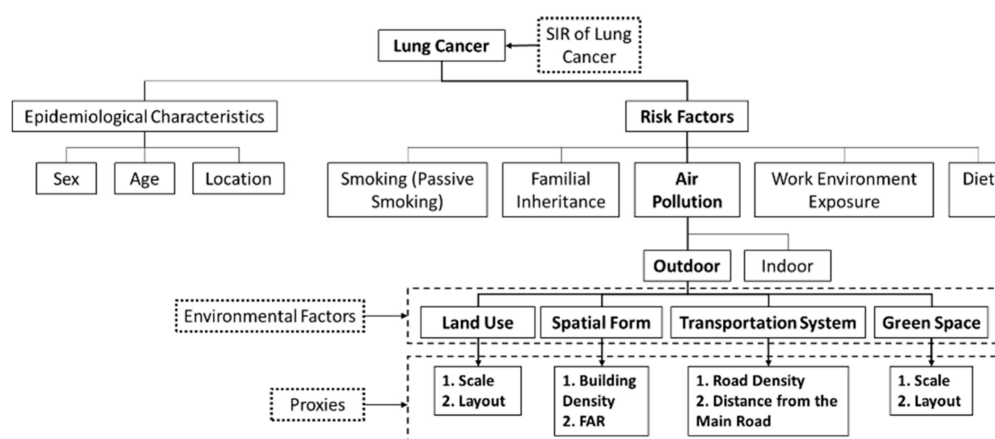 Lung Cancer
SIR of Lung
Cancer
Epidemiological Characteristics
Risk Factors
Sex
Age
Location
Smoking (Passive
Smoking)
Familial
Inheritance
Air
Pollution
Work Environment
Exposure
Diet
Outdoor
Indoor
Environmental Factors
Land Use
Spatial Form
Transportation System
Green Space
Proxies
1. Scale
2. Layout
1. Building
Density
2. FAR
1. Road Density
2. Distance from the
Main Road
1. Scale
2. Layout